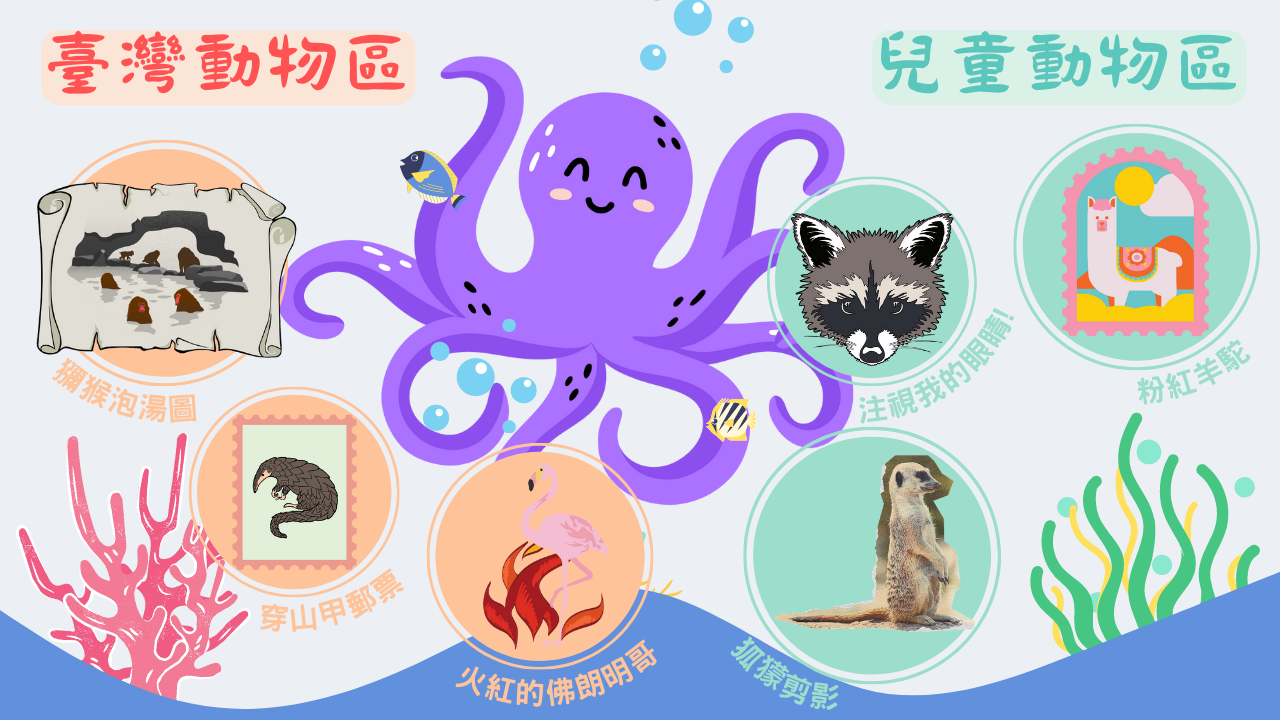 臺灣動物區
兒童動物區
獼猴泡湯圖
注視我的眼睛!
粉紅羊駝
穿山甲郵票
火紅的佛朗明哥
狐獴剪影